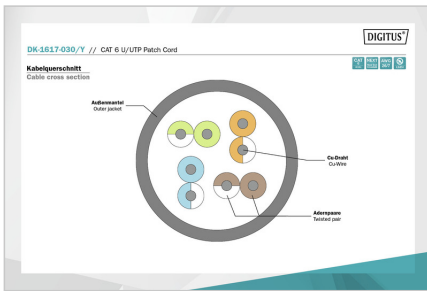 DIGITUS®
DK-1617-030/Y // CAT 6 U/UTP Patch Cord
Kabelquerschnitt
Cable cross section
Außenmantel
Outer jacket
Cu-Draht
Cu-Wire
Aderspaare
Twisted pair